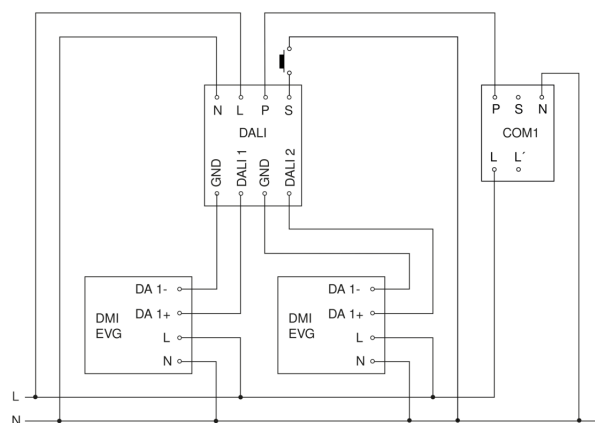 N L P S
DALI
GND DALI 1 GND DALI 2
P S N
COM1
L L´
DA 1-
DA 1+
DMI
EVG
L
N
DA 1-
DA 1+
DMI
EVG
L
N
L
N